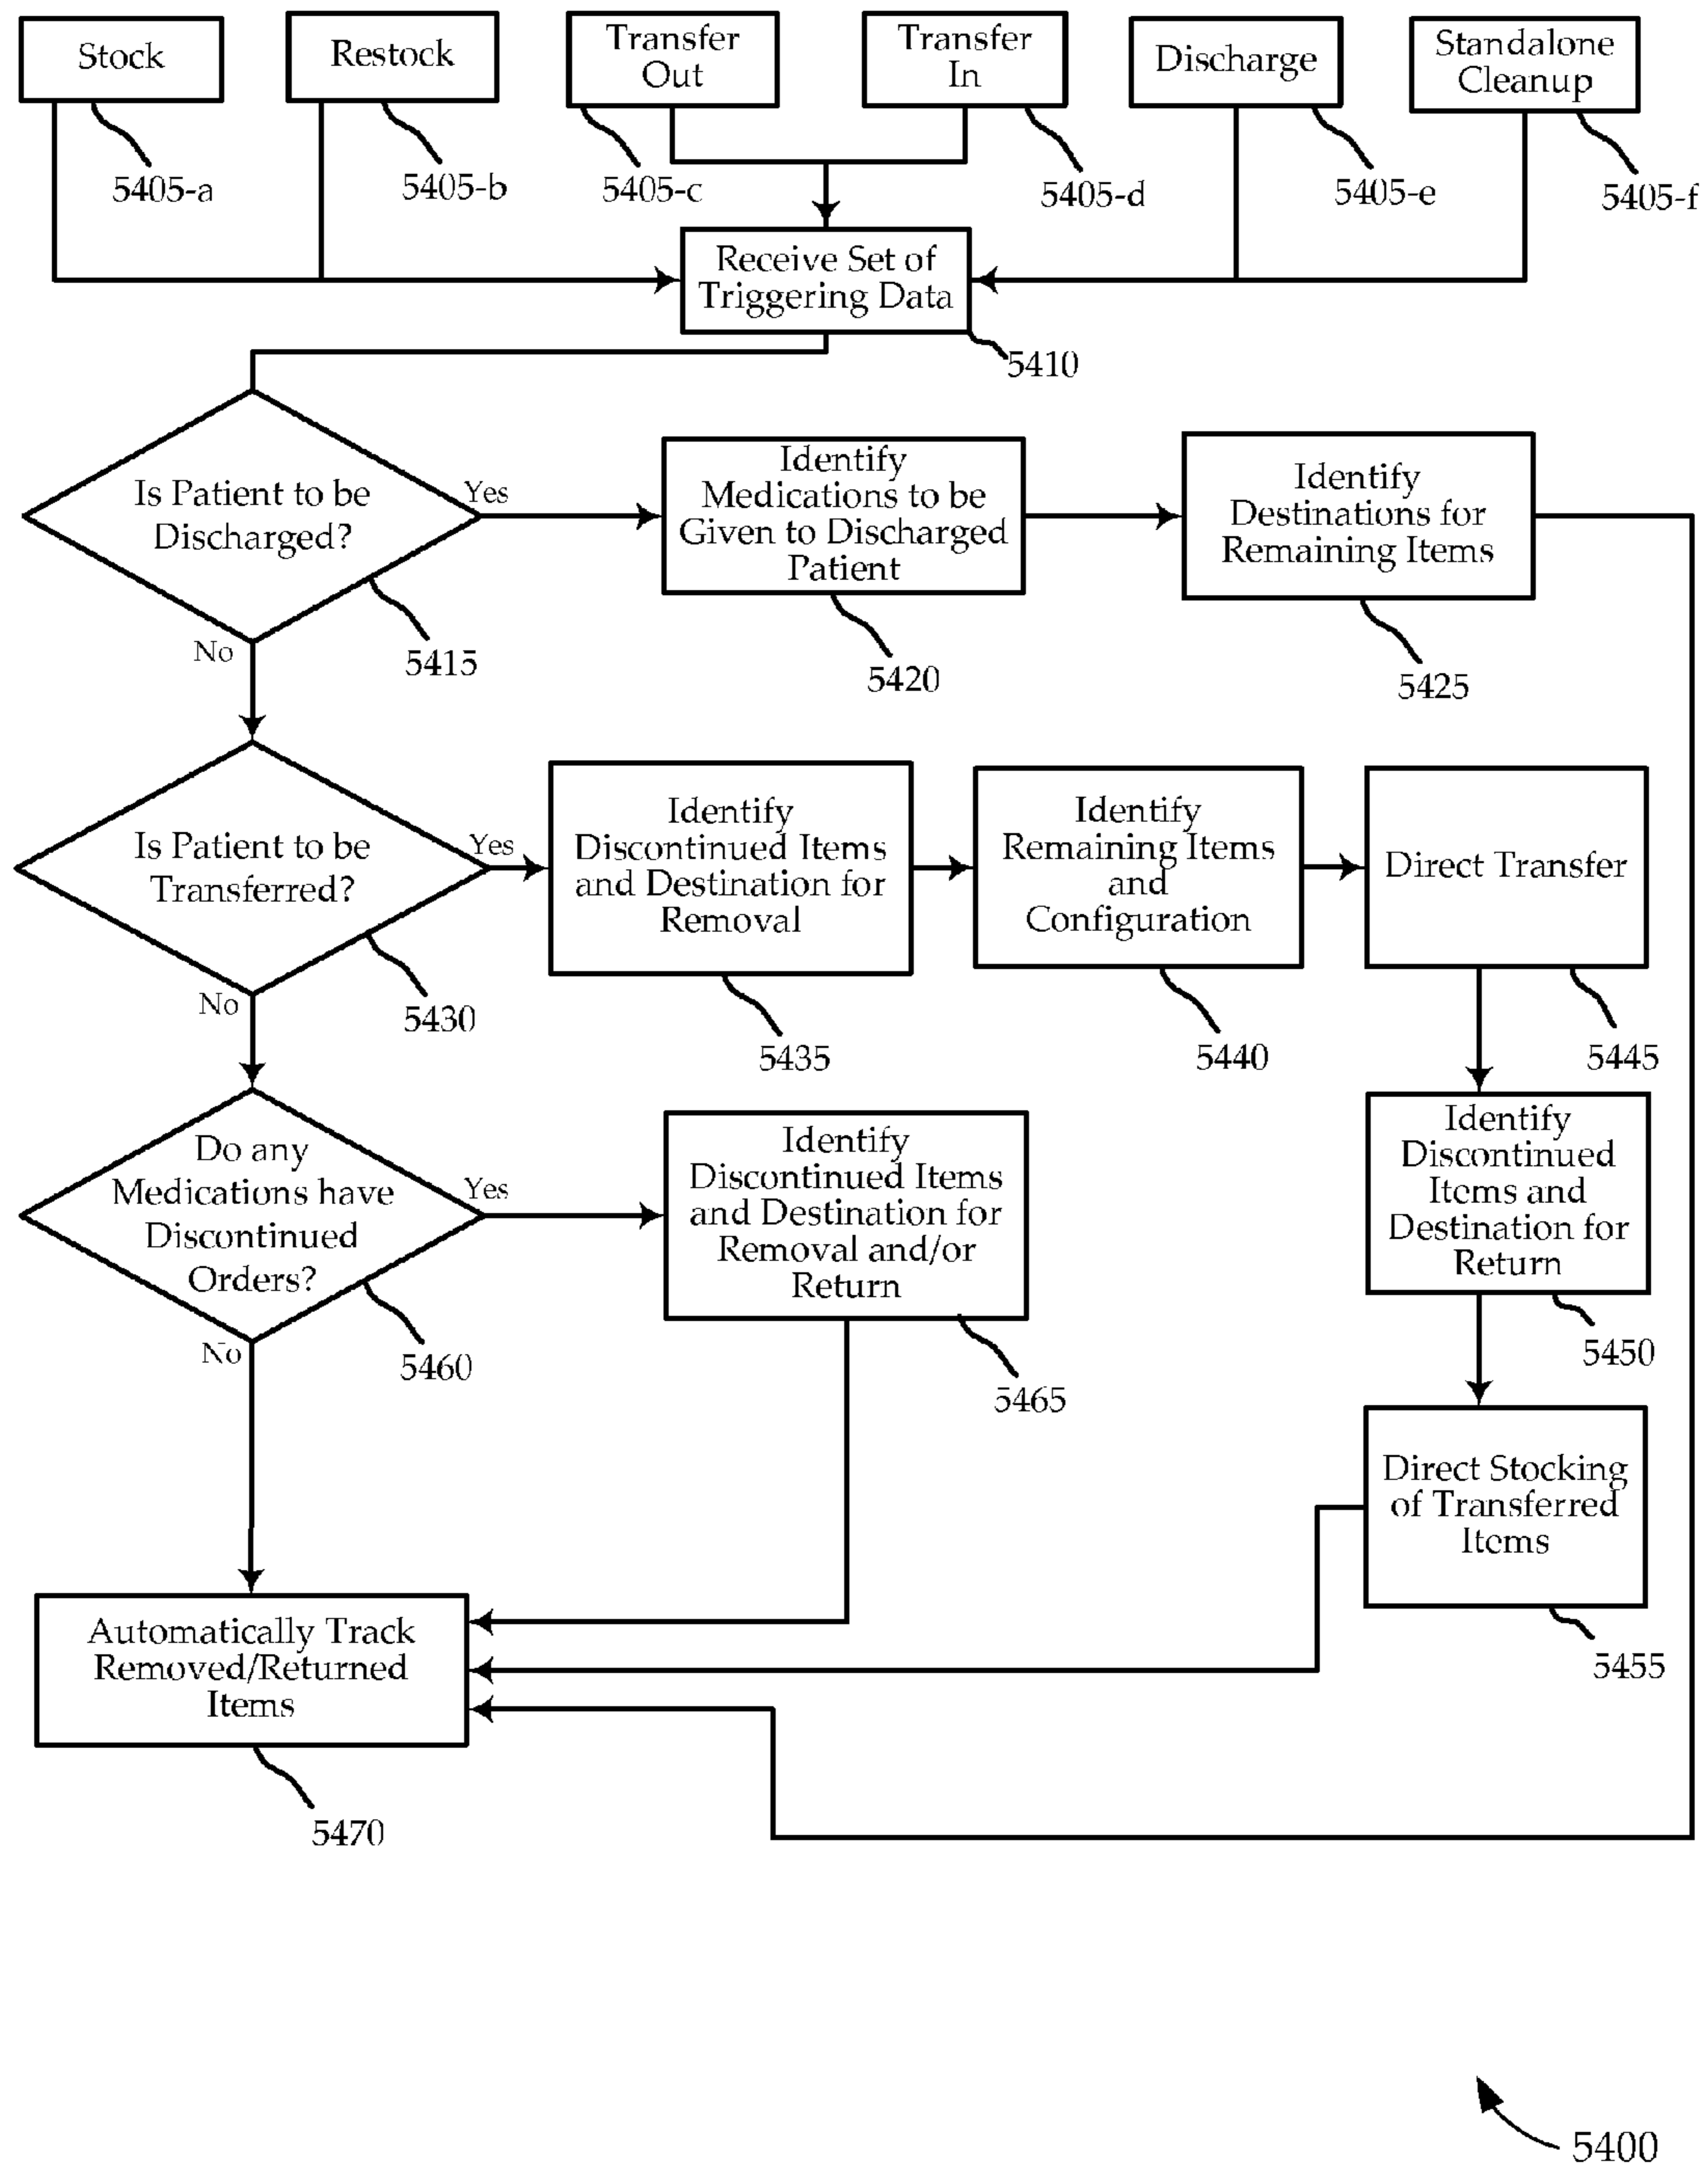 Stock
Restock
Transfer
Out
Transfer
In
Discharge
Standalone
Cleanup
5405-a
5405-b
5405-c
5405-d
5405-e
5405-f
Receive Set of
Triggering Data
5410
Is Patient to be
Discharged?
Yes
No
5415
Identify
Medications to be
Given to Discharged
Patient
5420
Identify
Destinations for
Remaining Items
5425
Is Patient to be
Transferred?
Yes
No
5430
Identify
Discontinued Items
and Destination for
Removal
5435
Identify
Remaining Items
and
Configuration
5440
Direct Transfer
5445
Do any
Medications have
Discontinued
Orders?
Yes
No
5460
Identify
Discontinued Items
and Destination for
Removal and/or
Return
5465
Identify
Discontinued
Items and
Destination for
Return
5450
Direct Stocking
of Transferred
Items
5455
Automatically Track
Removed/Returned
Items
5470
5400